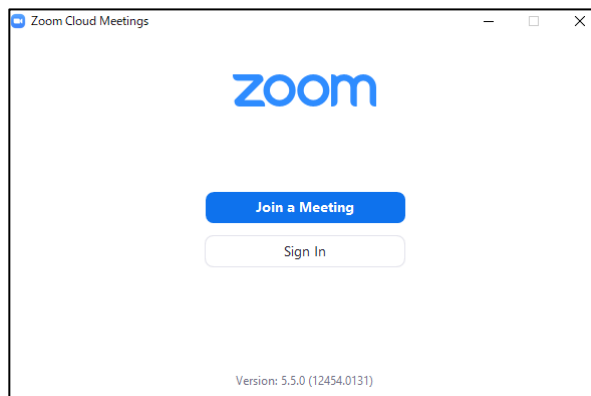 Zoom Cloud Meetings
zoom
Join a Meeting
Sign In
Version: 5.5.0 (12454.0131)